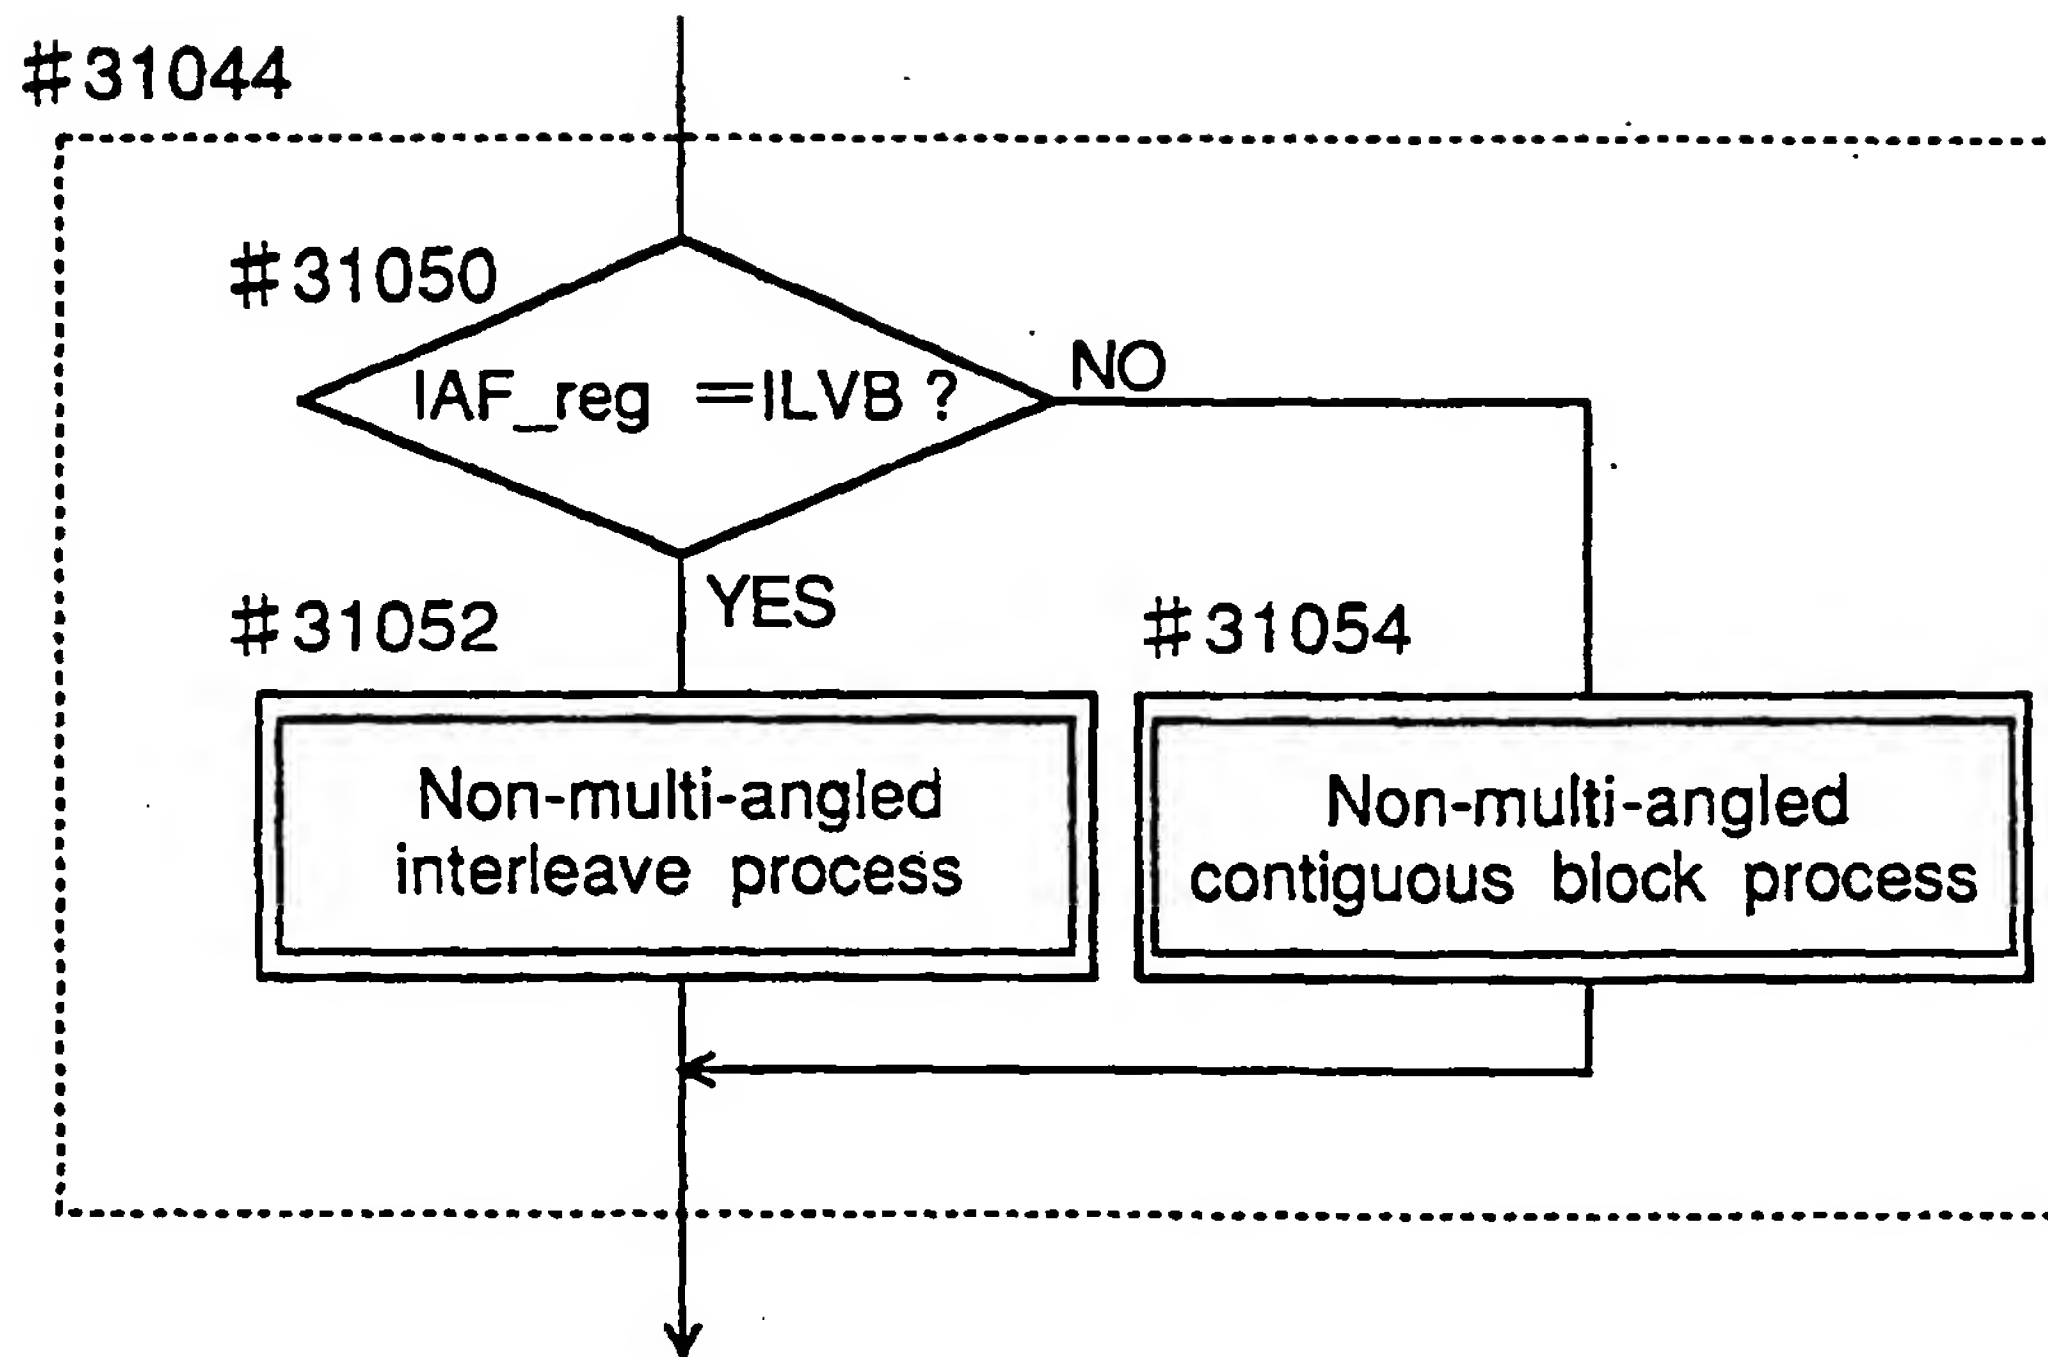 #31044
#31050
IAF_reg =ILVB ?
NO
YES
#31052
#31054
Non-multi-angled
interleave process
Non-multi-angled
contiguous block process